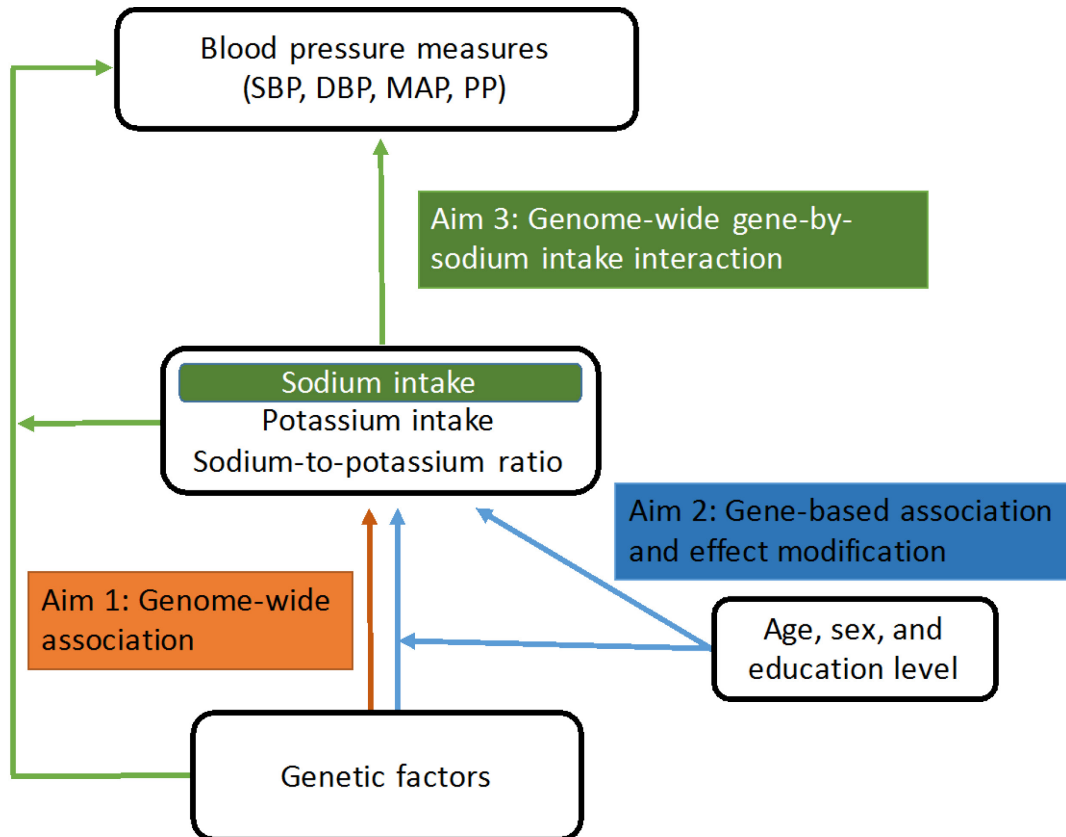 Blood pressure measures
(SBP, DBP, MAP, PP)
Aim 3: Genome-wide gene-by-
sodium intake interaction
Sodium intake
Potassium intake
Sodium-to-potassium ratio
Aim 2: Gene-based association
and effect modification
Aim 1: Genome-wide
association
Age, sex, and
education level
Genetic factors